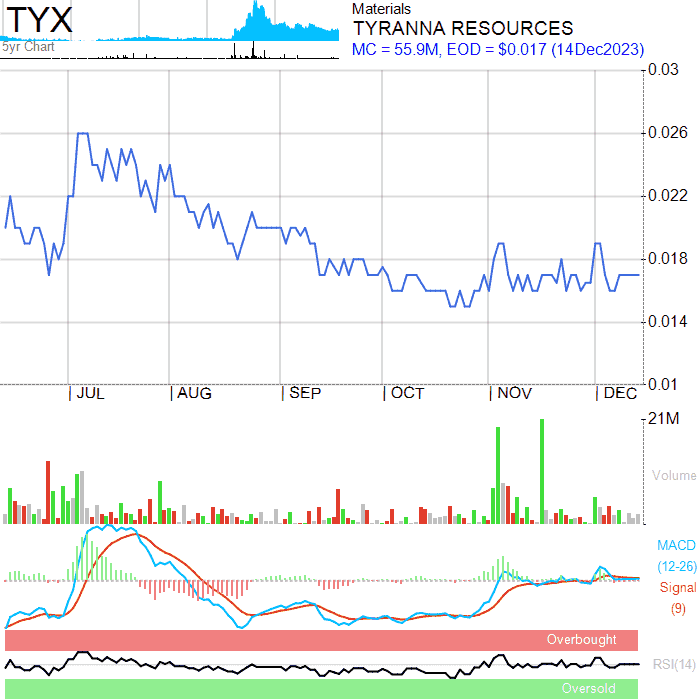 TYX
5yr Chart
Materials
TYRANNA RESOURCES
MC = 55.9M, EOD = $0.017 (14Dec2023)
0.03
0.026
0.022
0.018
0.014
0.01
JUL AUG SEP OCT NOV DEC
21M
Volume
MACD
(12-26)
Signal
(9)
Overbought
RSI(14)
Oversold